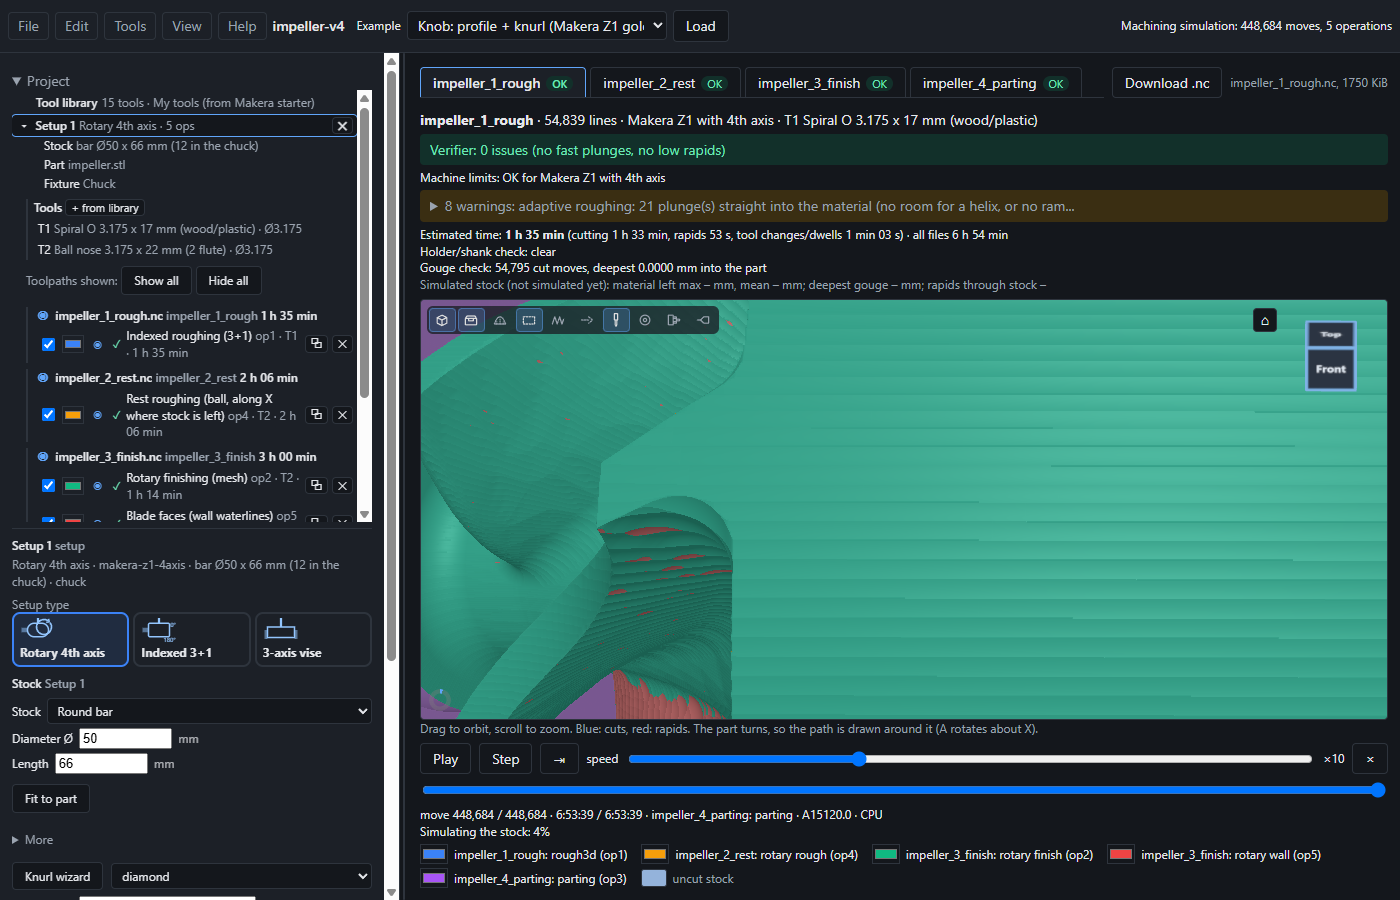 File Edit Tools View Help impeller-v4 Example Knob: profile + knurl (Makera Z1 gol Load Machining simulation: 448,684 moves, 5 operations
Project
Tool library 15 tools · My tools (from Makera starter)
Setup 1 Rotary 4th axis · 5 ops
Stock bar Ø50 x 66 mm (12 in the chuck)
Part impeller.stl
Fixture Chuck
Tools + from library
T1 Spiral O 3.175 x 17 mm (wood/plastic) · Ø3.175
T2 Ball nose 3.175 x 22 mm (2 flute) · Ø3.175
Toolpaths shown: Show all Hide all
impeller_1_rough.nc impeller_1_rough 1 h 35 min
Indexed roughing (3+1) op1 · T1
· 1 h 35 min
impeller_2_rest.nc impeller_2_rest 2 h 06 min
Rest roughing (ball, along X
where stock is left) op4 · T2 · 2 h
06 min
impeller_3_finish.nc impeller_3_finish 3 h 00 min
Rotary finishing (mesh) op2 · T2 ·
1 h 14 min
Blade faces (wall waterlines) op5
Setup 1 setup
Rotary 4th axis · makera-z1-4axis · bar Ø50 x 66 mm (12 in the
chuck) · chuck
Setup type
Rotary 4th axis Indexed 3+1 3-axis vise
Stock Setup 1
Stock Round bar
Diameter Ø 50 mm
Length 66 mm
Fit to part
More
Knurl wizard diamond
impeller_1_rough OK impeller_2_rest OK impeller_3_finish OK impeller_4_parting OK Download .nc impeller_1_rough.nc, 1750 KiB
impeller_1_rough · 54,839 lines · Makera Z1 with 4th axis · T1 Spiral O 3.175 x 17 mm (wood/plastic)
Verifier: 0 issues (no fast plunges, no low rapids)
Machine limits: OK for Makera Z1 with 4th axis
8 warnings: adaptive roughing: 21 plunge(s) straight into the material (no room for a helix, or no ram...
Estimated time: 1 h 35 min (cutting 1 h 33 min, rapids 53 s, tool changes/dwells 1 min 03 s) · all files 6 h 54 min
Holder/shank check: clear
Gouge check: 54,795 cut moves, deepest 0.0000 mm into the part
Simulated stock (not simulated yet): material left max – mm, mean – mm; deepest gouge – mm; rapids through stock –
Top
Front
Drag to orbit, scroll to zoom. Blue: cuts, red: rapids. The part turns, so the path is drawn around it (A rotates about X).
Play Step speed ×10 ×
move 448,684 / 448,684 · 6:53:39 / 6:53:39 · impeller_4_parting: parting · A15120.0 · CPU
Simulating the stock: 4%
impeller_1_rough: rough3d (op1) impeller_2_rest: rotary rough (op4) impeller_3_finish: rotary finish (op2) impeller_3_finish: rotary wall (op5)
impeller_4_parting: parting (op3) uncut stock